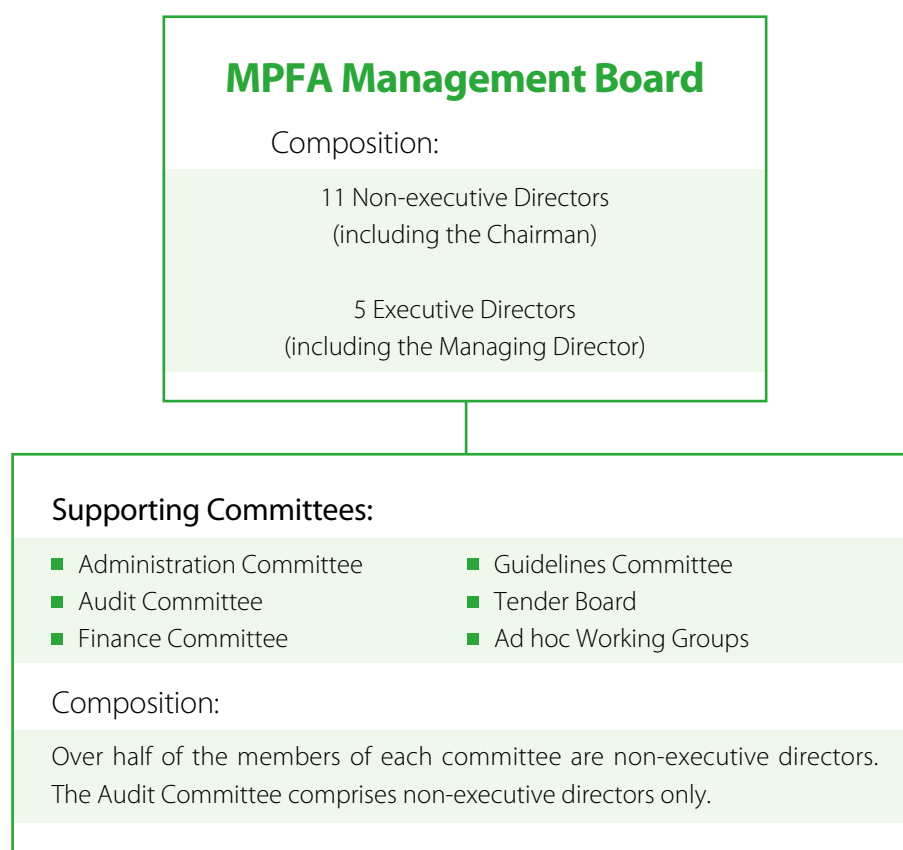 MPFA Management Board
Composition:
11 Non-executive Directors
(including the Chairman)
5 Executive Directors
(including the Managing Director)
Supporting Committees:
Administration Committee
Audit Committee
Finance Committee
Guidelines Committee
Tender Board
Ad hoc Working Groups
Composition:
Over half of the members of each committee are non-executive directors.
The Audit Committee comprises non-executive directors only.